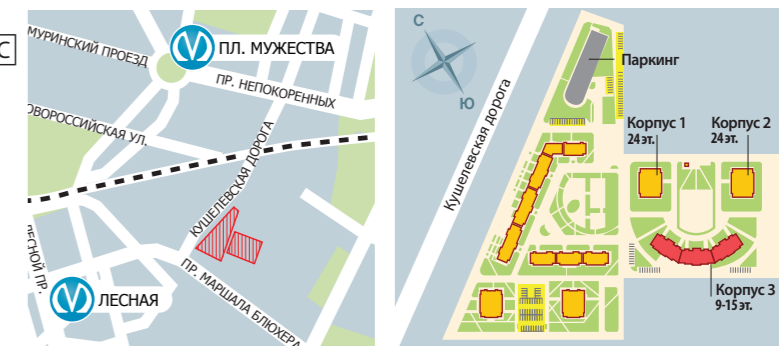 С
МУРИНСКИЙ ПРОЕЗД
ПЛ. МУЖЕСТВА
ПР. НЕПОКОРЕННЫХ
ОВОРОССИЙСКАЯ УЛ.
КУШЕЛЕВСКАЯ ДОРОГА
ЛЕСНОЙ ПР.
ЛЕСНАЯ
ПР. МАРШАЛА БЛЮХЕРА
С
Ю
Кушелевская дорога
Паркинг
Корпус 1
24 эт.
Корпус 2
24 эт.
Корпус 3
9-15 эт.